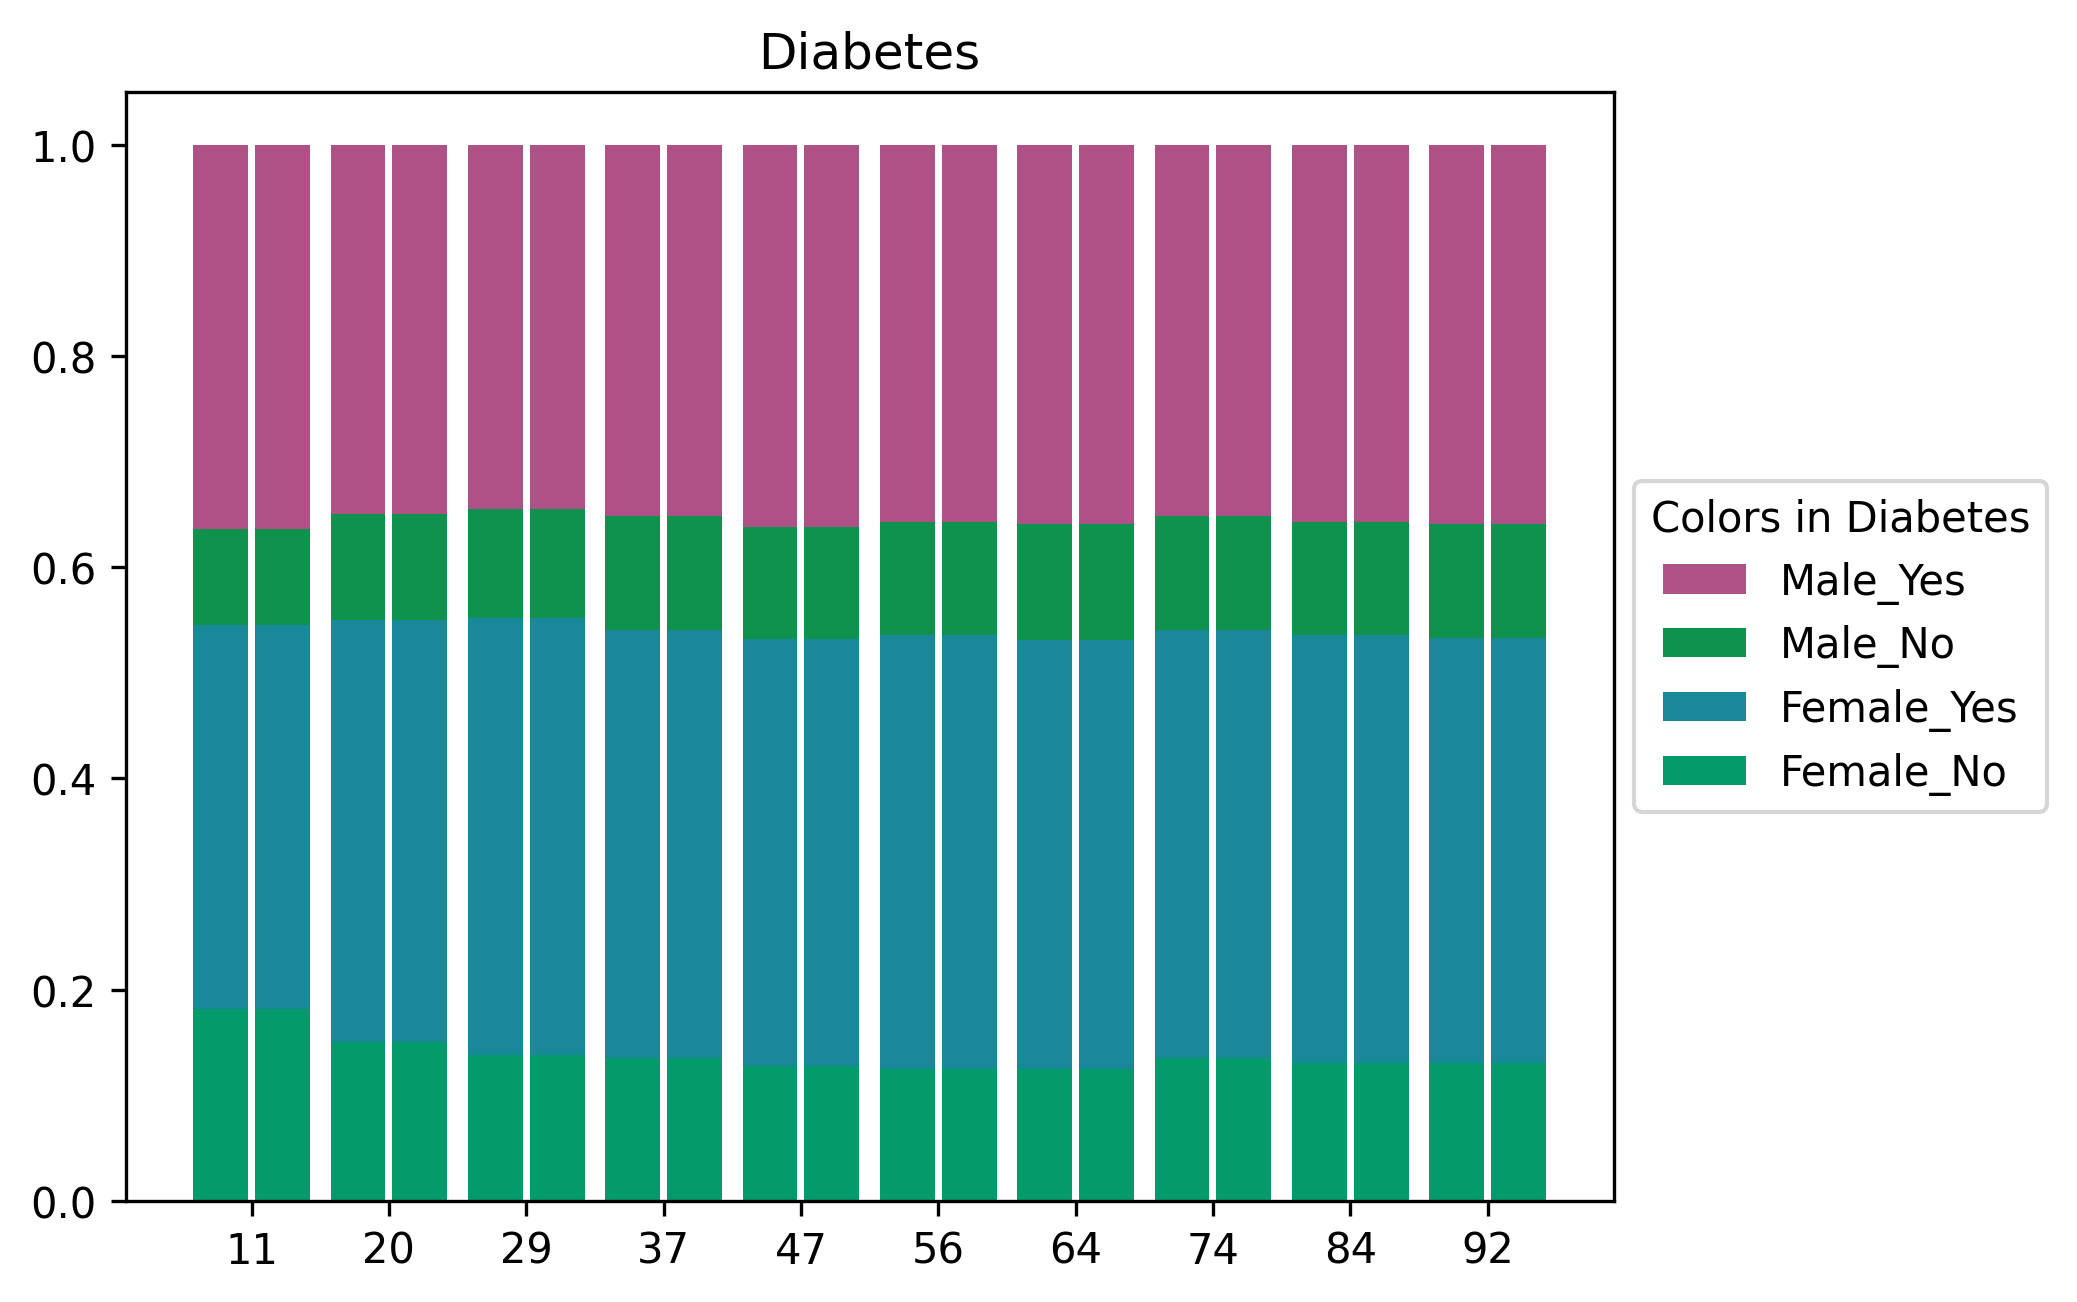 Diabetes
1.0
0.8
0.6
0.4
0.2
0.0
11 20 29 37 47 56 64 74 84 92
Colors in Diabetes
Male_Yes
Male_No
Female_Yes
Female_No